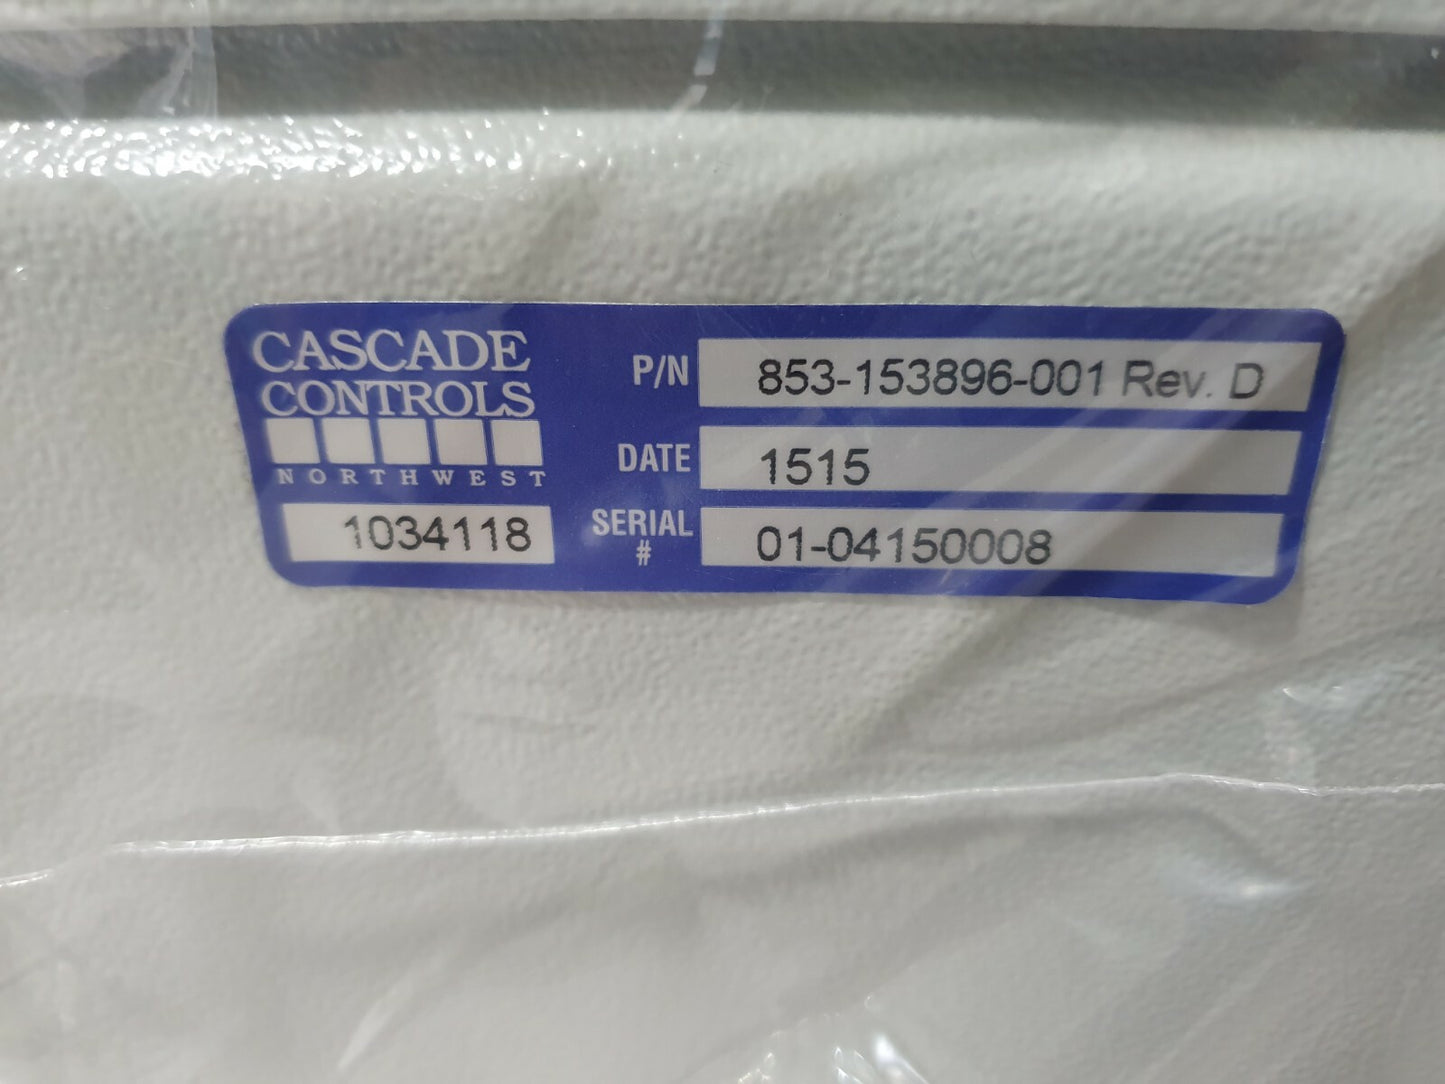 CASCADE
CONTROLS
NORTHWEST
1034118
P/N 853-153896-001 Rev. D
DATE 1515
SERIAL # 01-04150008